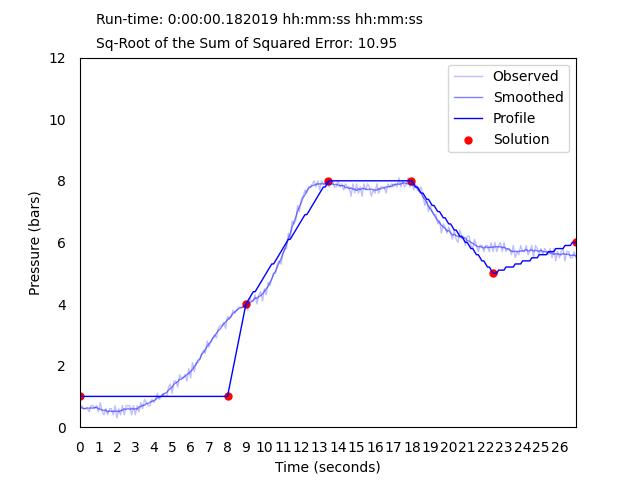 Run-time: 0:00:00.182019 hh:mm:ss hh:mm:ss
Sq-Root of the Sum of Squared Error: 10.95
12
10
8
6
4
2
0
Pressure (bars)
Observed
Smoothed
Profile
Solution
0 1 2 3 4 5 6 7 8 9 10 11 12 13 14 15 16 17 18 19 20 21 22 23 24 25 26
Time (seconds)